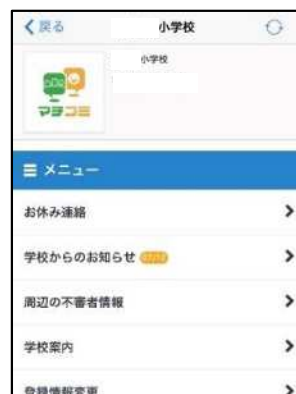 戻る
小学校
小学校
マチコミ
メニュー
お休み連絡
学校からのお知らせ
周辺の不審者情報
学校案内
登録情報変更